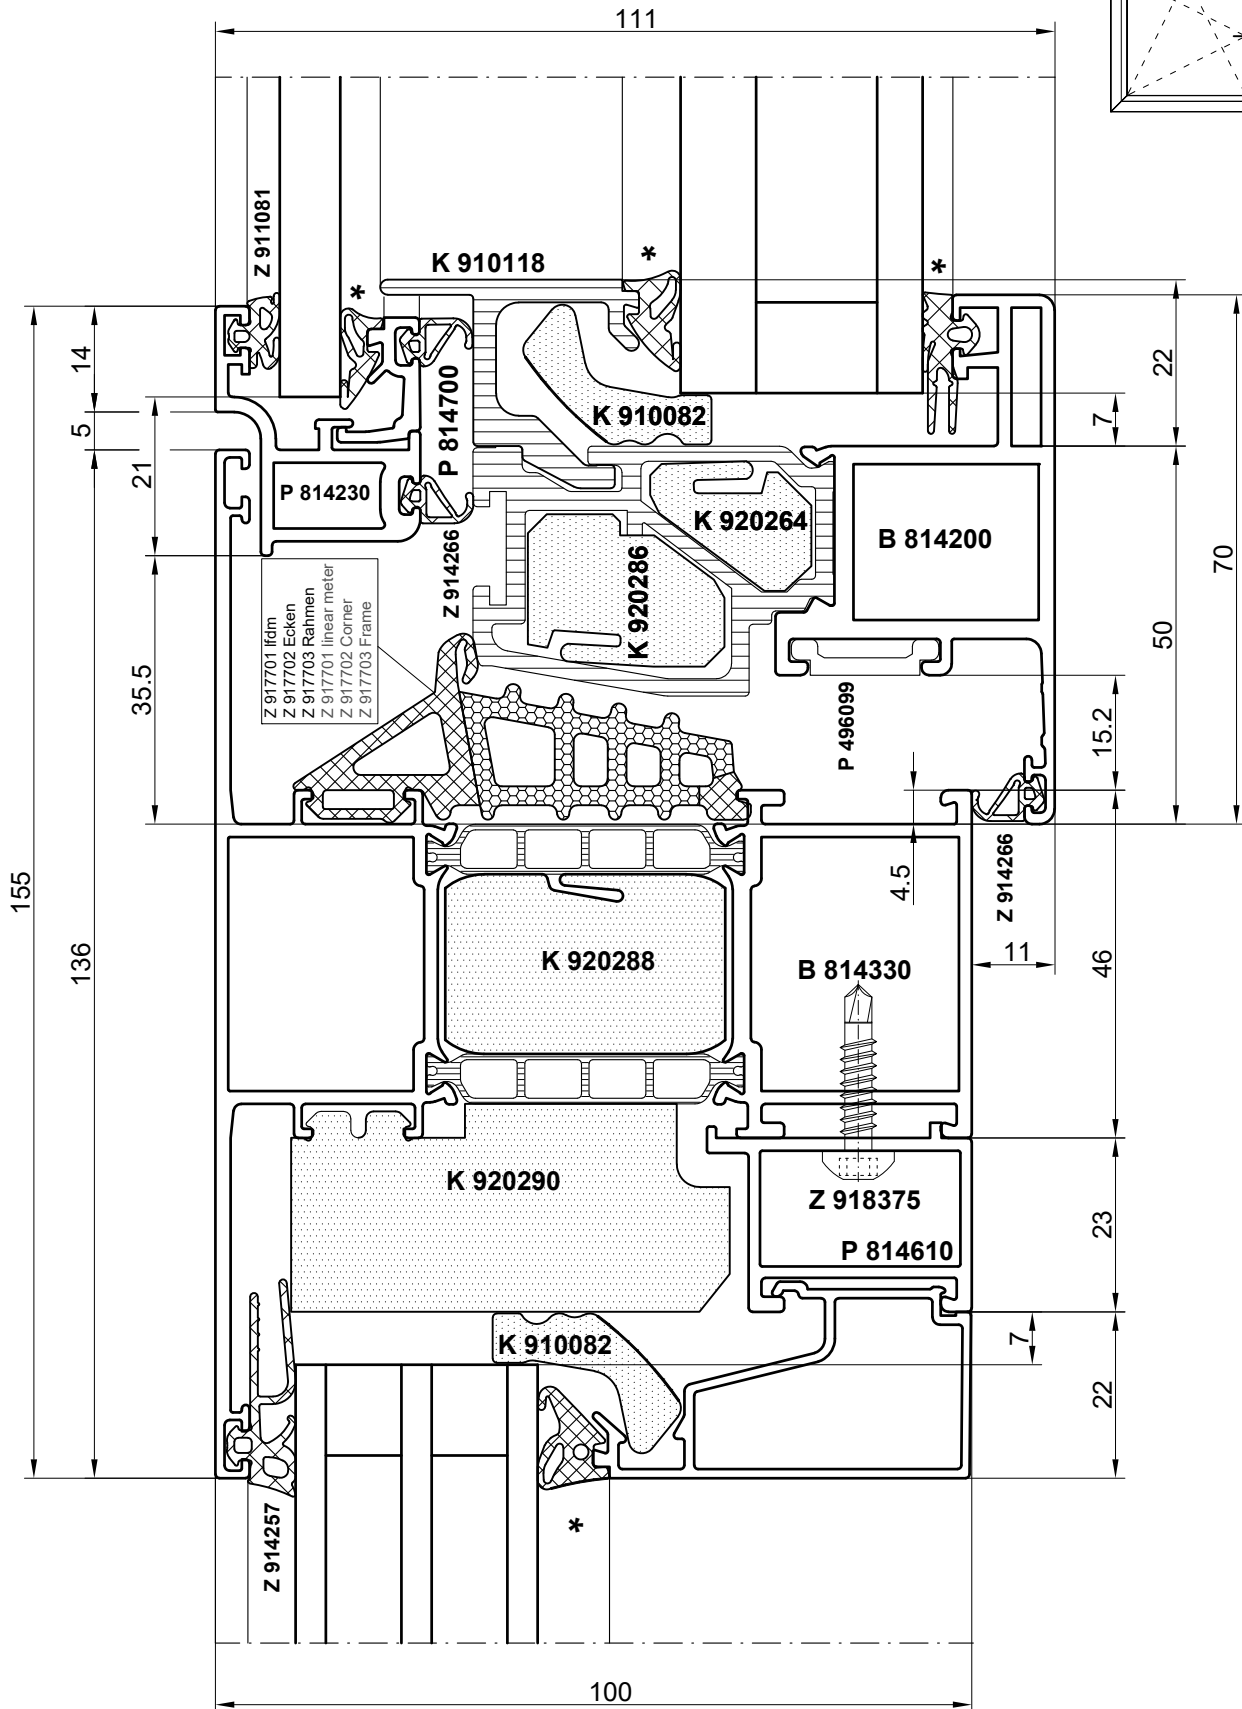 111
Z 911081
*
K 910118
*
*
14
5
21
P 814700
K 910082
22
7
P 814230
K 920264
B 814200
Z 914266
K 920286
70
50
35.5
Z 917701 lfdm
Z 917702 Ecken
Z 917703 Rahmen
Z 917701 linear meter
Z 917702 Corner
Z 917703 Frame
P 496099
15.2
4.5
Z 914266
155
136
K 920288
B 814330
11
46
K 920290
Z 918375
P 814610
23
K 910082
7
22
Z 914257
*
100